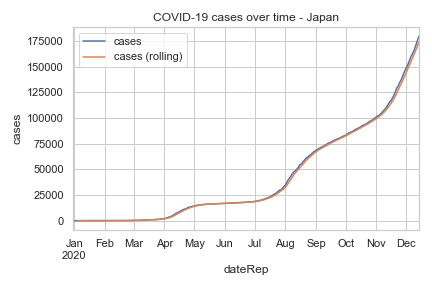 COVID-19 cases over time - Japan
cases
cases (rolling)
175000
150000
125000
100000
75000
50000
25000
0
cases
Jan Feb Mar Apr May Jun Jul Aug Sep Oct Nov Dec
2020
dateRep